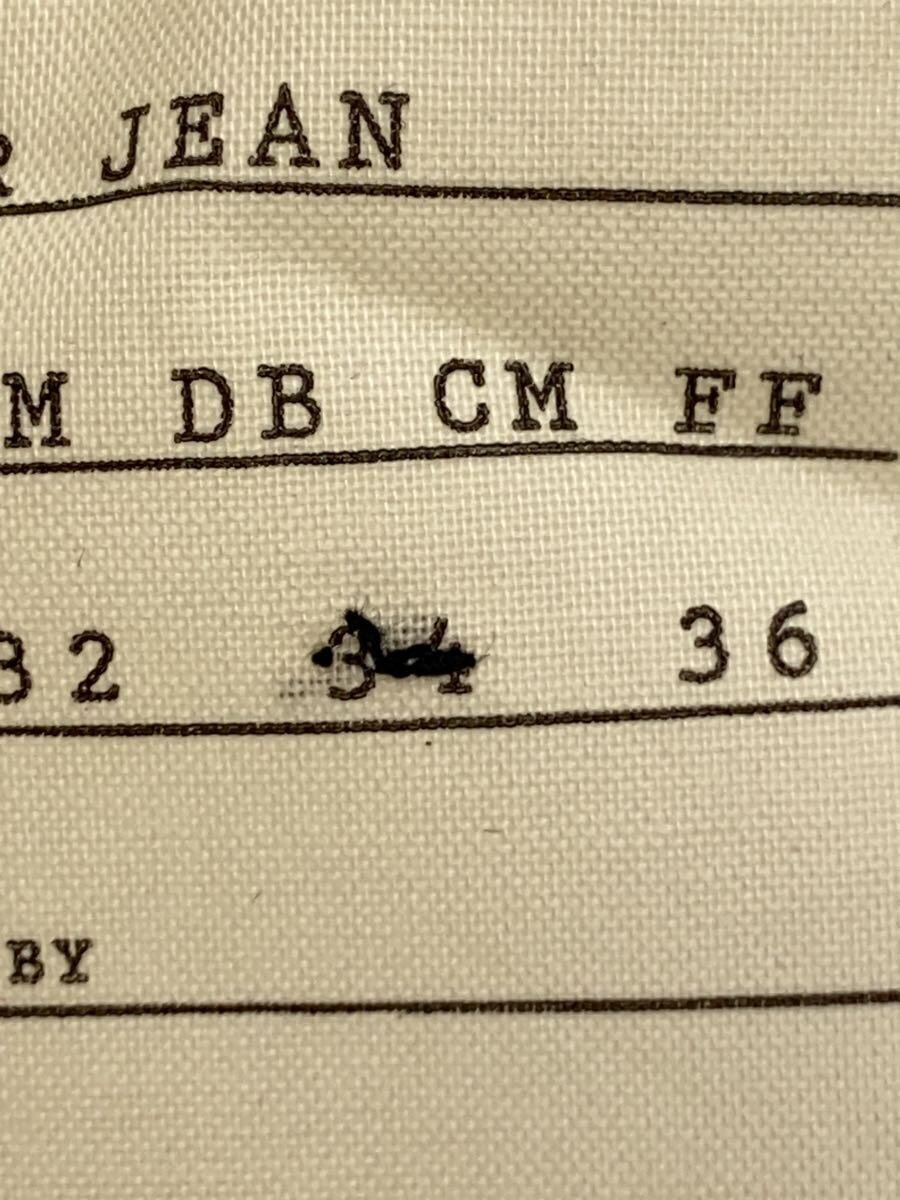 JEAN
M DB CM FF
32 34 36
BY